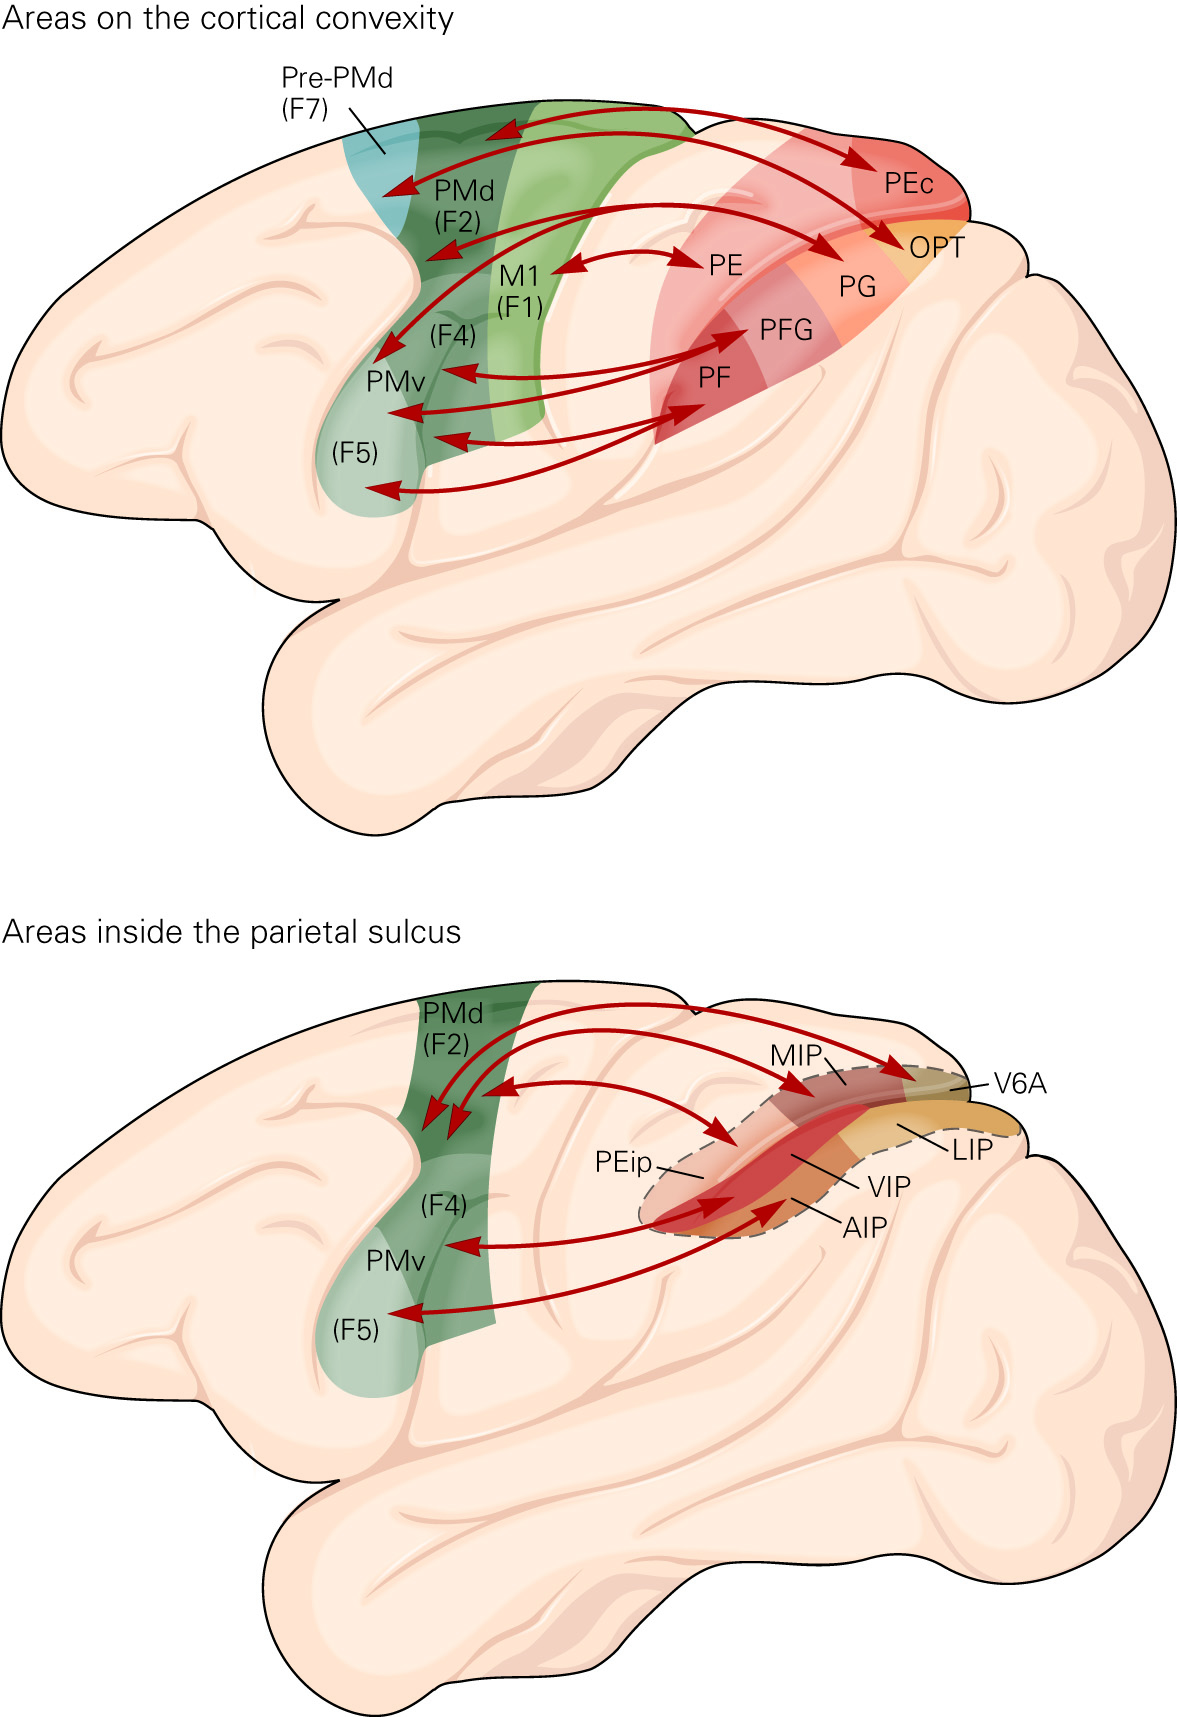 Areas on the cortical convexity
Pre-PMd
(F7)
PMd
(F2)
M1
(F1)
(F4)
PMv
(F5)
PEc
OPT
PE
PG
PFG
PF
Areas inside the parietal sulcus
PMd
(F2)
MIP
V6A
PEip
LIP
VIP
AIP
(F4)
PMv
(F5)